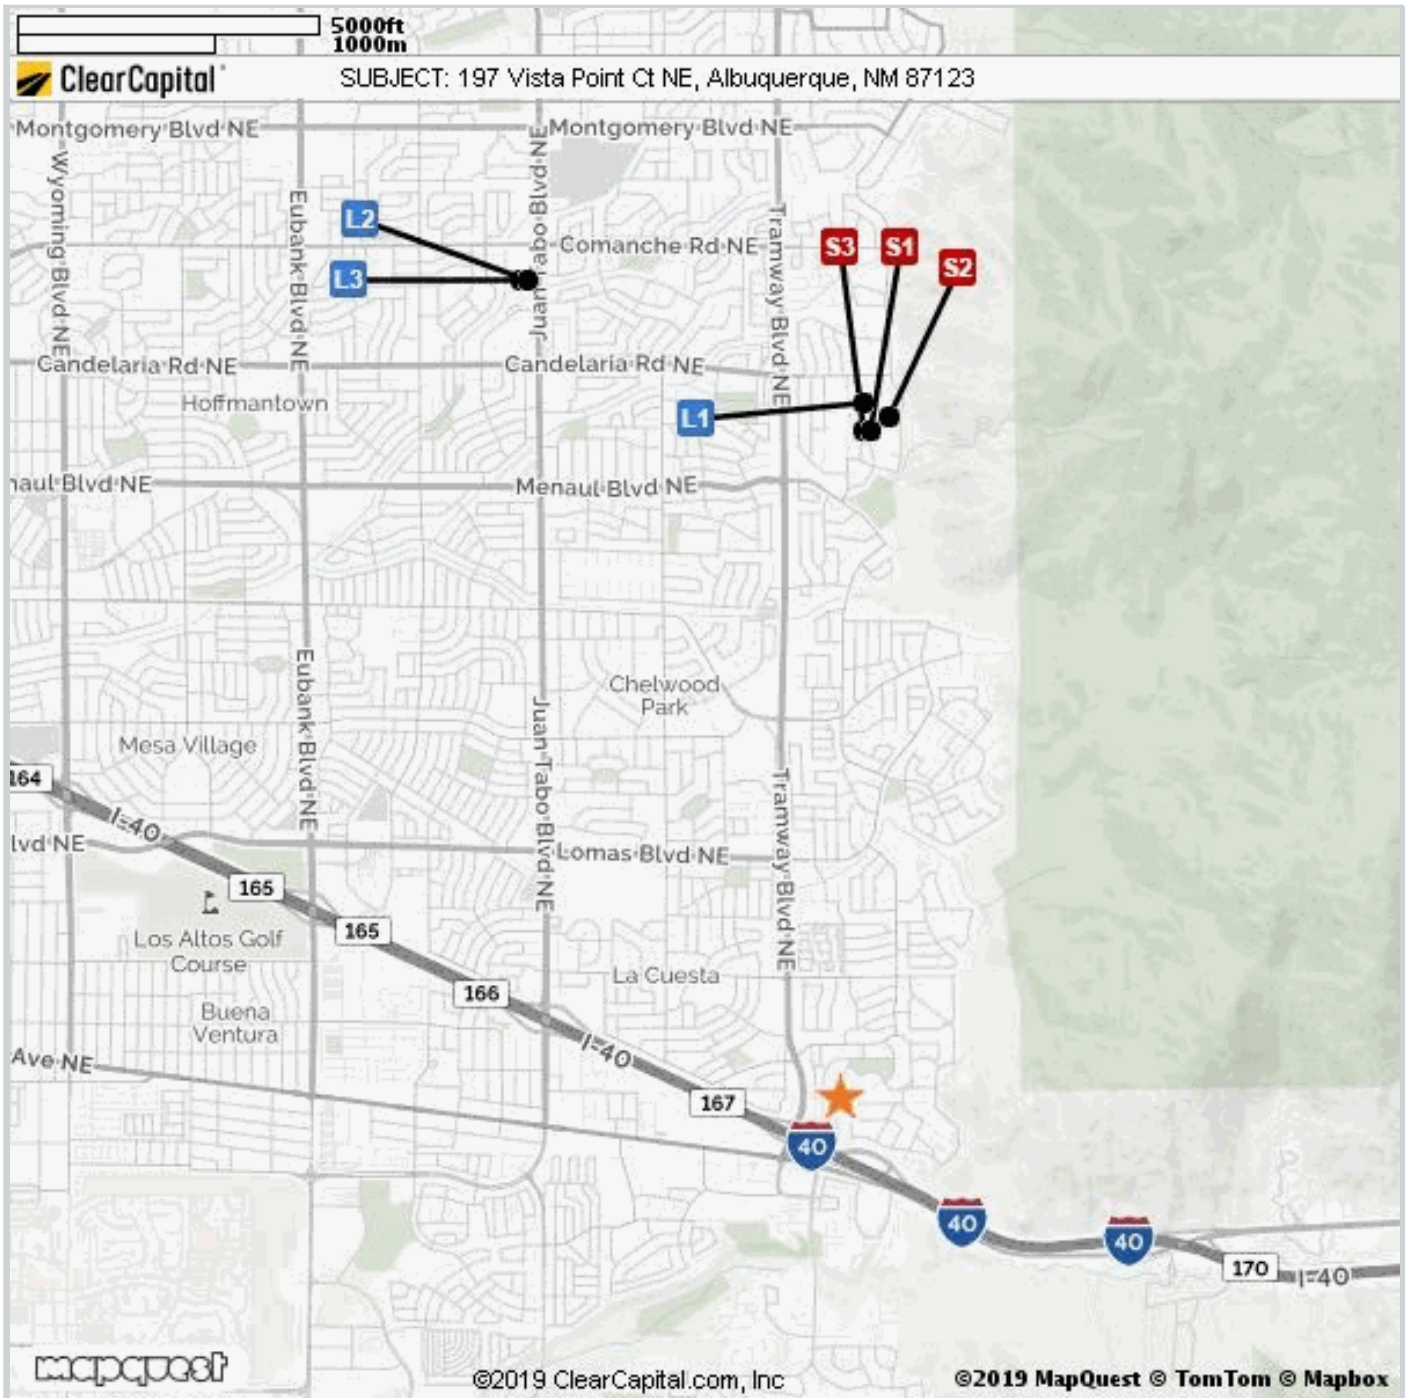 5000ft
1000m
ClearCapital
SUBJECT: 197 Vista Point Ct NE, Albuquerque, NM 87123
Montgomery Blvd NE
Montgomery Blvd NE
Wyoming Blvd NE
Eubank Blvd NE
Juan Tabo Blvd NE
Tramway Blvd NE
L2
Comanche Rd NE
S3
S1
S2
L3
Candelaria Rd NE
Candelaria Rd NE
Hoffmantown
L1
naul Blvd NE
Menaul Blvd NE
Eubank Blvd NE
Chelwood
Park
Juan Tabo Blvd NE
Mesa Village
Tramway Blvd NE
164
I-40
lvd NE
Lomas Blvd NE
165
165
Los Altos Golf
Course
La Cuesta
166
Buena
Ventura
I-40
Ave NE
167
40
40
40
170
I-40
mapquest
©2019 ClearCapital.com, Inc
©2019 MapQuest © TomTom © Mapbox